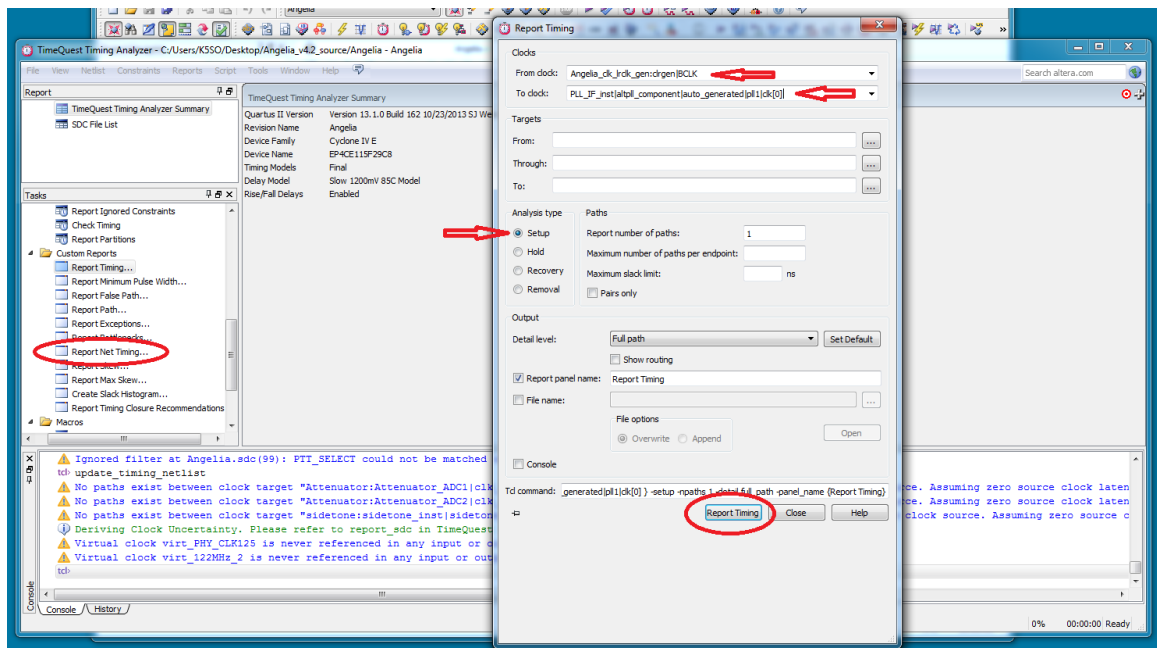 Angelia
TimeQuest Timing Analyzer - C:/Users/K5SO/Desktop/Angelia_v4.2_source/Angelia - Angelia
File View Netlist Constraints Reports Script Tools Window Help
Search altera.com
Report
TimeQuest Timing Analyzer Summary
SDC File List
TimeQuest Timing Analyzer Summary
Quartus II Version Version 13.1.0 Build 162 10/23/2013 SJ We
Revision Name Angelia
Device Family Cyclone IV E
Device Name EP4CE115F29C8
Timing Models Final
Delay Model Slow 1200mV 85C Model
Rise/Fall Delays Enabled
Tasks
Report Ignored Constraints
Check Timing
Report Partitions
Custom Reports
Report Timing...
Report Minimum Pulse Width...
Report False Path...
Report Path...
Report Exceptions...
Report Bottlenecks...
Report Net Timing...
Report Skew...
Report Max Skew...
Create Slack Histogram...
Report Timing Closure Recommendations
Macros
Report Timing
Clocks
From clock: Angelia_clk_lrclk_gen:clrgen|BCLK
To clock: PLL_IF_inst|altpll_component|auto_generated|pll1|clk[0]
Targets
From:
...
Through:
...
To:
...
Analysis type
Setup
Hold
Recovery
Removal
Paths
Report number of paths: 1
Maximum number of paths per endpoint:
Maximum slack limit: ns
Pairs only
Output
Detail level: Full path Set Default
Show routing
Report panel name: Report Timing
File name: ...
File options
Overwrite Append
Open
Console
Tcl command: _generated|pll1|clk[0] } -setup -npaths 1 -detail full_path -panel_name {Report Timing}
Report Timing Close Help
Ignored filter at Angelia.sdc(99): PTT_SELECT could not be matched
tcl> update_timing_netlist
No paths exist between clock target "Attenuator:Attenuator_ADC1|clk ce. Assuming zero source clock laten
No paths exist between clock target "Attenuator:Attenuator_ADC2|clk ce. Assuming zero source clock laten
No paths exist between clock target "sidetone:sidetone_inst|sideton clock source. Assuming zero source c
Deriving Clock Uncertainty. Please refer to report_sdc in TimeQuest
Virtual clock virt_PHY_CLK125 is never referenced in any input or o
Virtual clock virt_122MHz_2 is never referenced in any input or out
tcl>
Console
Console History
0% 00:00:00 Ready